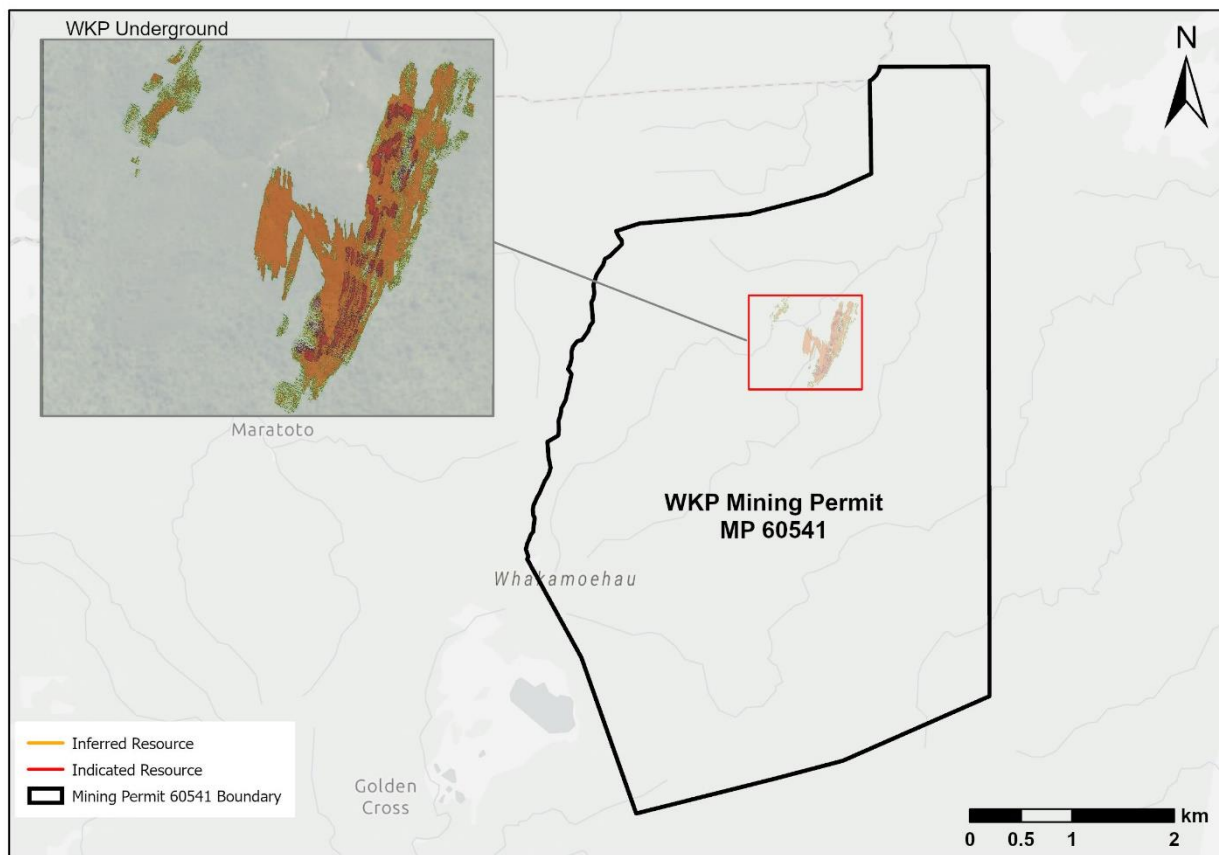 WKP Underground
N
Maratoto
WKP Mining Permit
MP 60541
Whakamoehau
Inferred Resource
Indicated Resource
Mining Permit 60541 Boundary
Golden
Cross
km
0 0.5 1 2